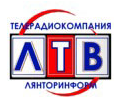 ТЕЛЕРАДИОКОМПАНИЯ
ЛТВ
ЛЯНТОРИНФОРМ